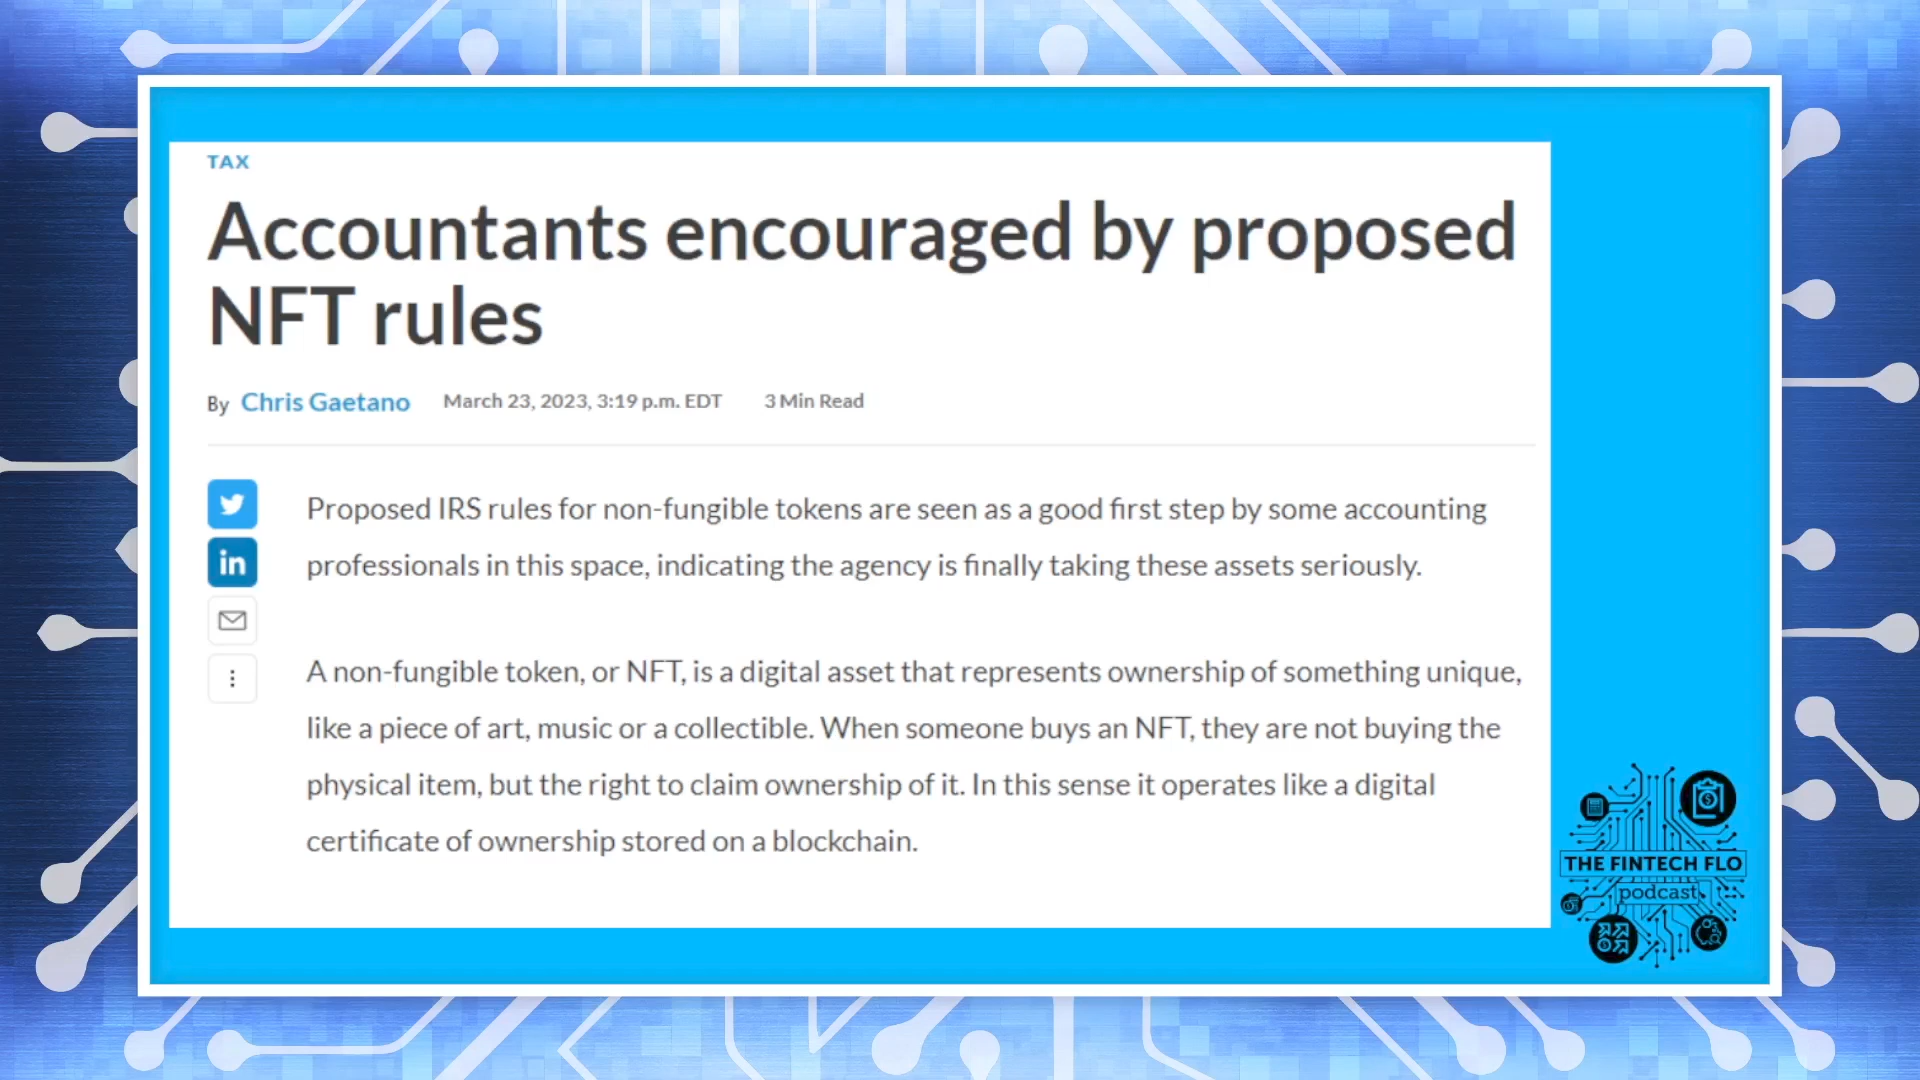 TAX
Accountants encouraged by proposed
NFT rules
By Chris Gaetano March 23, 2023, 3:19 p.m. EDT 3 Min Read
in
Proposed IRS rules for non-fungible tokens are seen as a good first step by some accounting
professionals in this space, indicating the agency is finally taking these assets seriously.
A non-fungible token, or NFT, is a digital asset that represents ownership of something unique,
like a piece of art, music or a collectible. When someone buys an NFT, they are not buying the
physical item, but the right to claim ownership of it. In this sense it operates like a digital
certificate of ownership stored on a blockchain.
THE FINTECH FLO
podcast